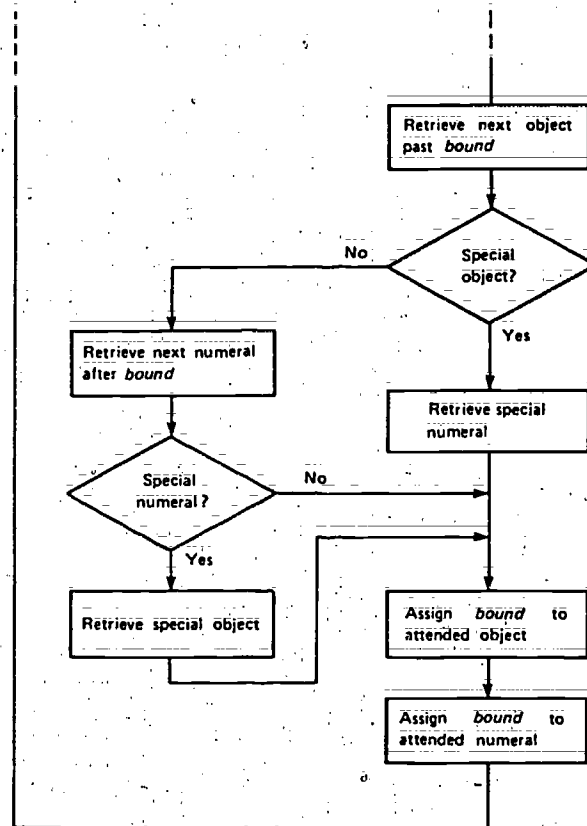 Retrieve next object
past bound
Special
object?
No
Yes
Retrieve next numeral
after bound
Retrieve special
numeral
Special
numeral?
No
Yes
Retrieve special object
Assign bound to
attended object
Assign bound to
attended numeral